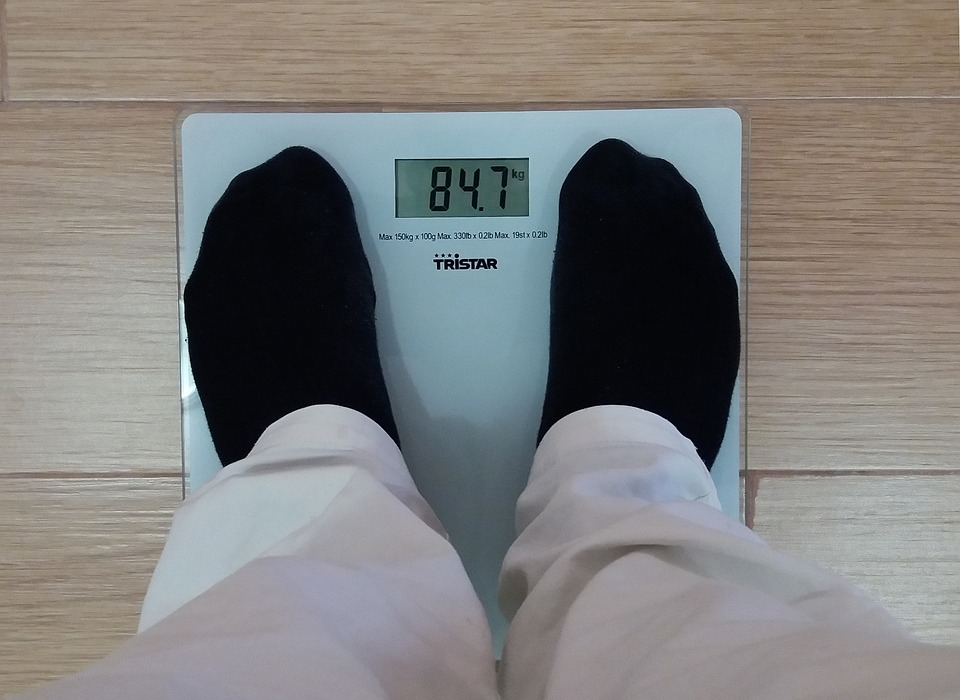 84.7 kg
Max 150kg x 100g Max. 330lb x 0.2lb Max. 19st x 0.2lb
TRISTAR